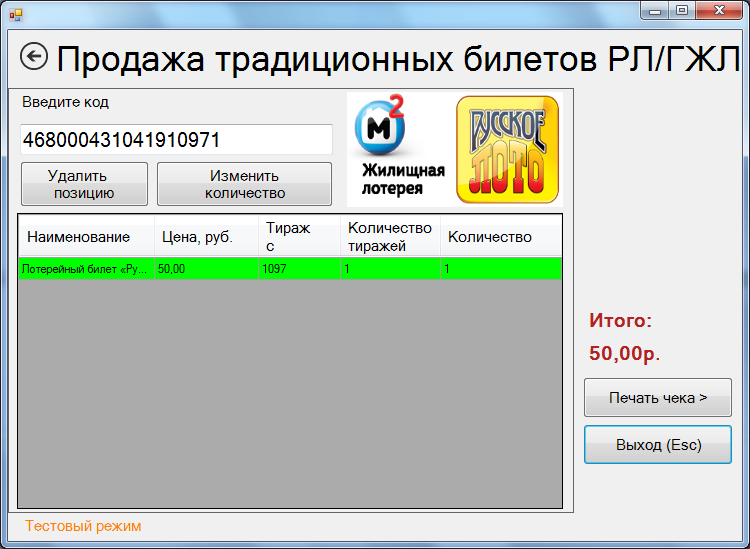 Продажа традиционных билетов РЛ/ГЖЛ
Введите код
468000431041910971
М2
Жилищная
лотерея
РУССКОЕ
ЛОТО
Удалить
позицию
Изменить
количество
Наименование
Цена, руб.
Тираж
с
Количество
тиражей
Количество
Лотерейный билет «Ру...
50,00
1097
1
1
Итого:
50,00р.
Печать чека >
Выход (Esc)
Тестовый режим